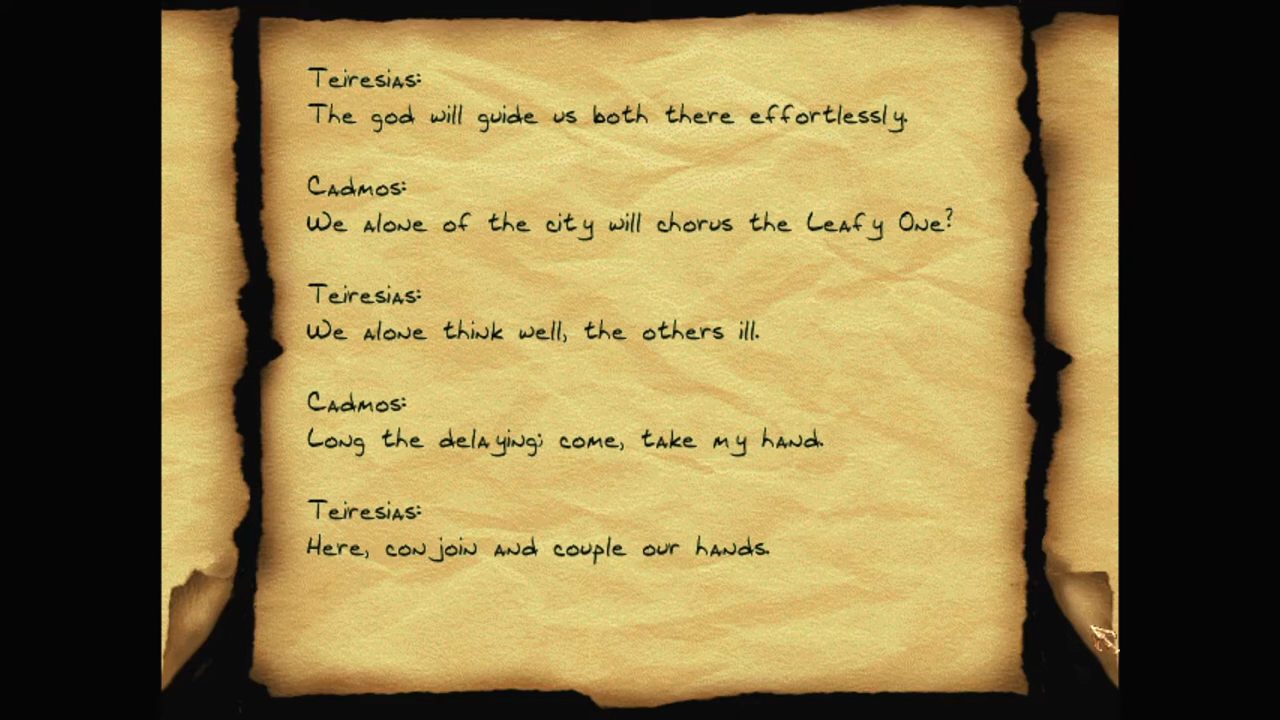 Teiresias:
The god will guide us both there effortlessly.
Cadmos:
We alone of the city will chorus the Leafy One?
Teiresias:
We alone think well, the others ill.
Cadmos:
Long the delaying; come, take my hand.
Teiresias:
Here, conjoin and couple our hands.